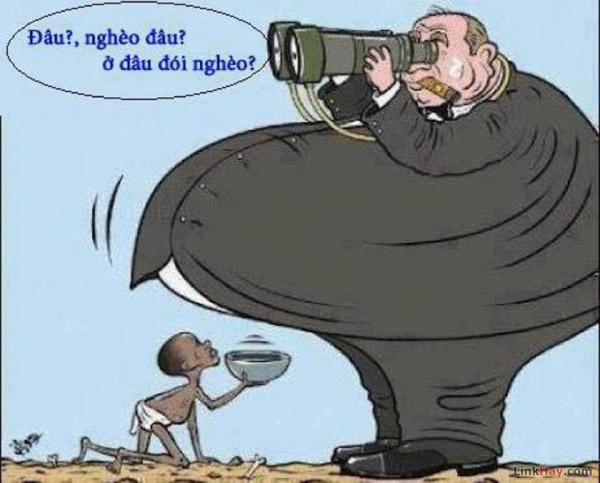 Đâu?, nghèo đâu?
ở đâu đói nghèo?
LinkHay.com